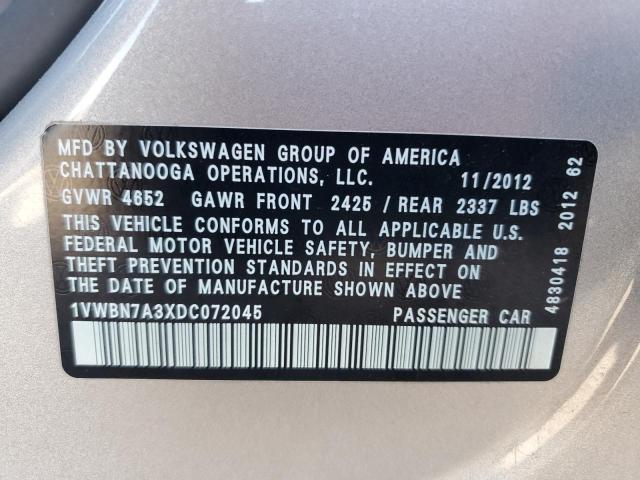 MFD BY VOLKSWAGEN GROUP OF AMERICA
CHATTANOOGA OPERATIONS, LLC. 11/2012
GVWR 4652 GAWR FRONT 2425 / REAR 2337 LBS
THIS VEHICLE CONFORMS TO ALL APPLICABLE U.S.
FEDERAL MOTOR VEHICLE SAFETY, BUMPER AND
THEFT PREVENTION STANDARDS IN EFFECT ON
THE DATE OF MANUFACTURE SHOWN ABOVE
1VWBN7A3XDC072045 PASSENGER CAR
4830418 2012 62